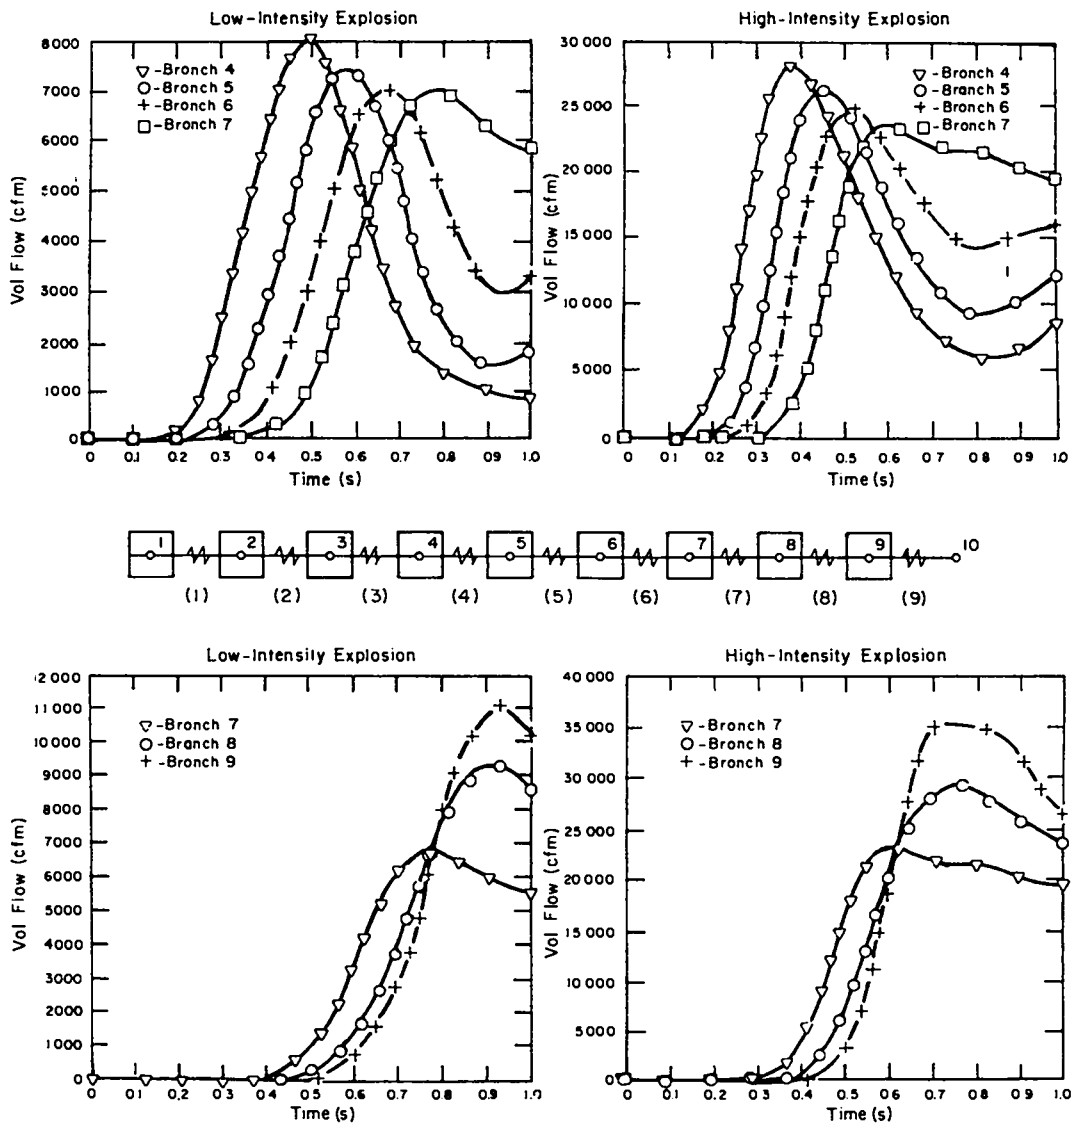 Low-Intensity Explosion
8000
7000
6000
5000
4000
3000
2000
1000
0
Vol Flow (cfm)
-Bronch 4
-Bronch 5
-Bronch 6
-Bronch 7
0 0.1 0.2 0.3 0.4 0.5 0.6 0.7 0.8 0.9 1.0
Time (s)
High-Intensity Explosion
30 000
25 000
20 000
15 000
10 000
5000
0
Vol Flow (cfm)
-Bronch 4
-Branch 5
-Bronch 6
-Bronch 7
0 0.1 0.2 0.3 0.4 0.5 0.6 0.7 0.8 0.9 1.0
Time (s)
1 2 3 4 5 6 7 8 9 10
(1) (2) (3) (4) (5) (6) (7) (8) (9)
Low-Intensity Explosion
12 000
11 000
10 000
9000
8000
7000
6000
5000
4000
3000
2000
1000
0
Vol Flow (cfm)
-Bronch 7
-Branch 8
-Bronch 9
0 0.1 0.2 0.3 0.4 0.5 0.6 0.7 0.8 0.9 1.0
Time (s)
High-Intensity Explosion
40 000
35 000
30 000
25 000
20 000
15 000
10 000
5000
0
Vol Flow (cfm)
-Bronch 7
-Branch 8
-Bronch 9
0 0.1 0.2 0.3 0.4 0.5 0.6 0.7 0.8 0.9 1.0
Time (s)